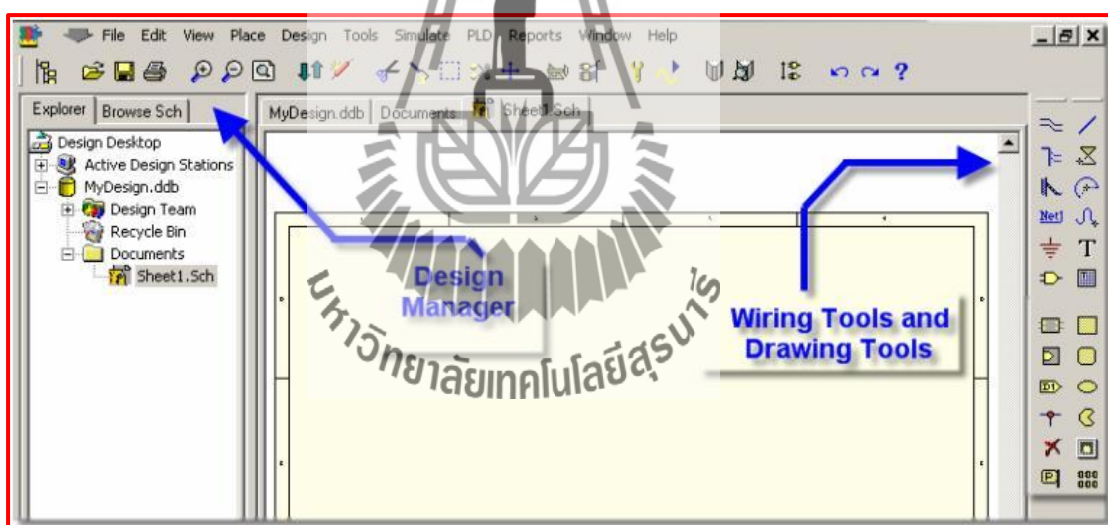 File Edit View Place Design Tools Simulate PLD Reports Window Help
Explorer Browse Sch
MyDesign.ddb Documents Sheet1.Sch
Design Desktop
Active Design Stations
MyDesign.ddb
Design Team
Recycle Bin
Documents
Sheet1.Sch
Design
Manager
Wiring Tools and
Drawing Tools
Net1
T
D1
P
มหาวิทยาลัยเทคโนโลยีสุรนารี